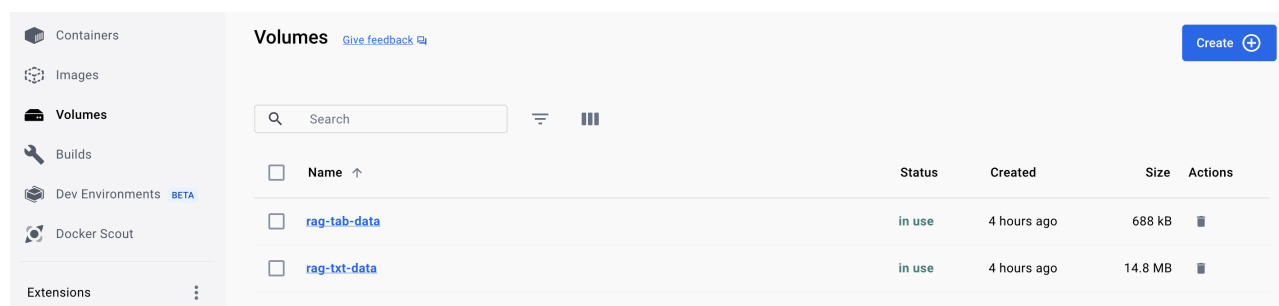 Containers
Images
Volumes
Builds
Dev Environments BETA
Docker Scout
Extensions
Volumes Give feedback
Create
Search
Name Status Created Size Actions
rag-tab-data in use 4 hours ago 688 kB
rag-txt-data in use 4 hours ago 14.8 MB